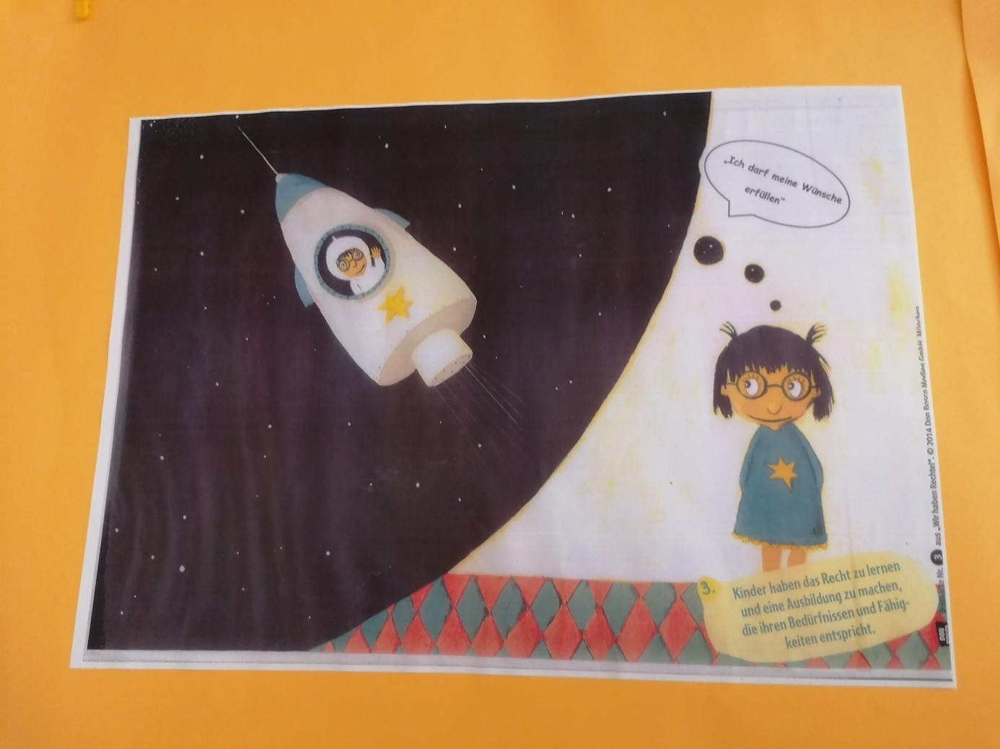 „Ich darf meine Wünsche
erfüllen“
3.
Kinder haben das Recht zu lernen
und eine Ausbildung zu machen,
die ihren Bedürfnissen und Fähig-
keiten entspricht.
Nr. 3 aus „Wir haben Rechte!“. © 2014 Don Bosco Medien GmbH, München
DON